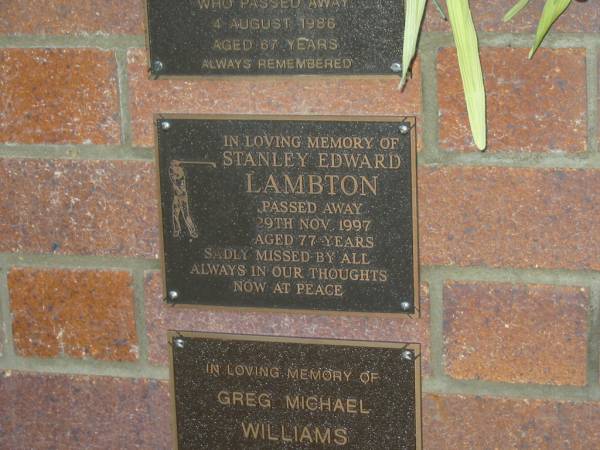 WHO PASSED AWAY
4 AUGUST 1986
AGED 67 YEARS
ALWAYS REMEMBERED
IN LOVING MEMORY OF
STANLEY EDWARD
LAMBTON
PASSED AWAY
29TH NOV. 1997
AGED 77 YEARS
SADLY MISSED BY ALL
ALWAYS IN OUR THOUGHTS
NOW AT PEACE
IN LOVING MEMORY OF
GREG MICHAEL
WILLIAMS